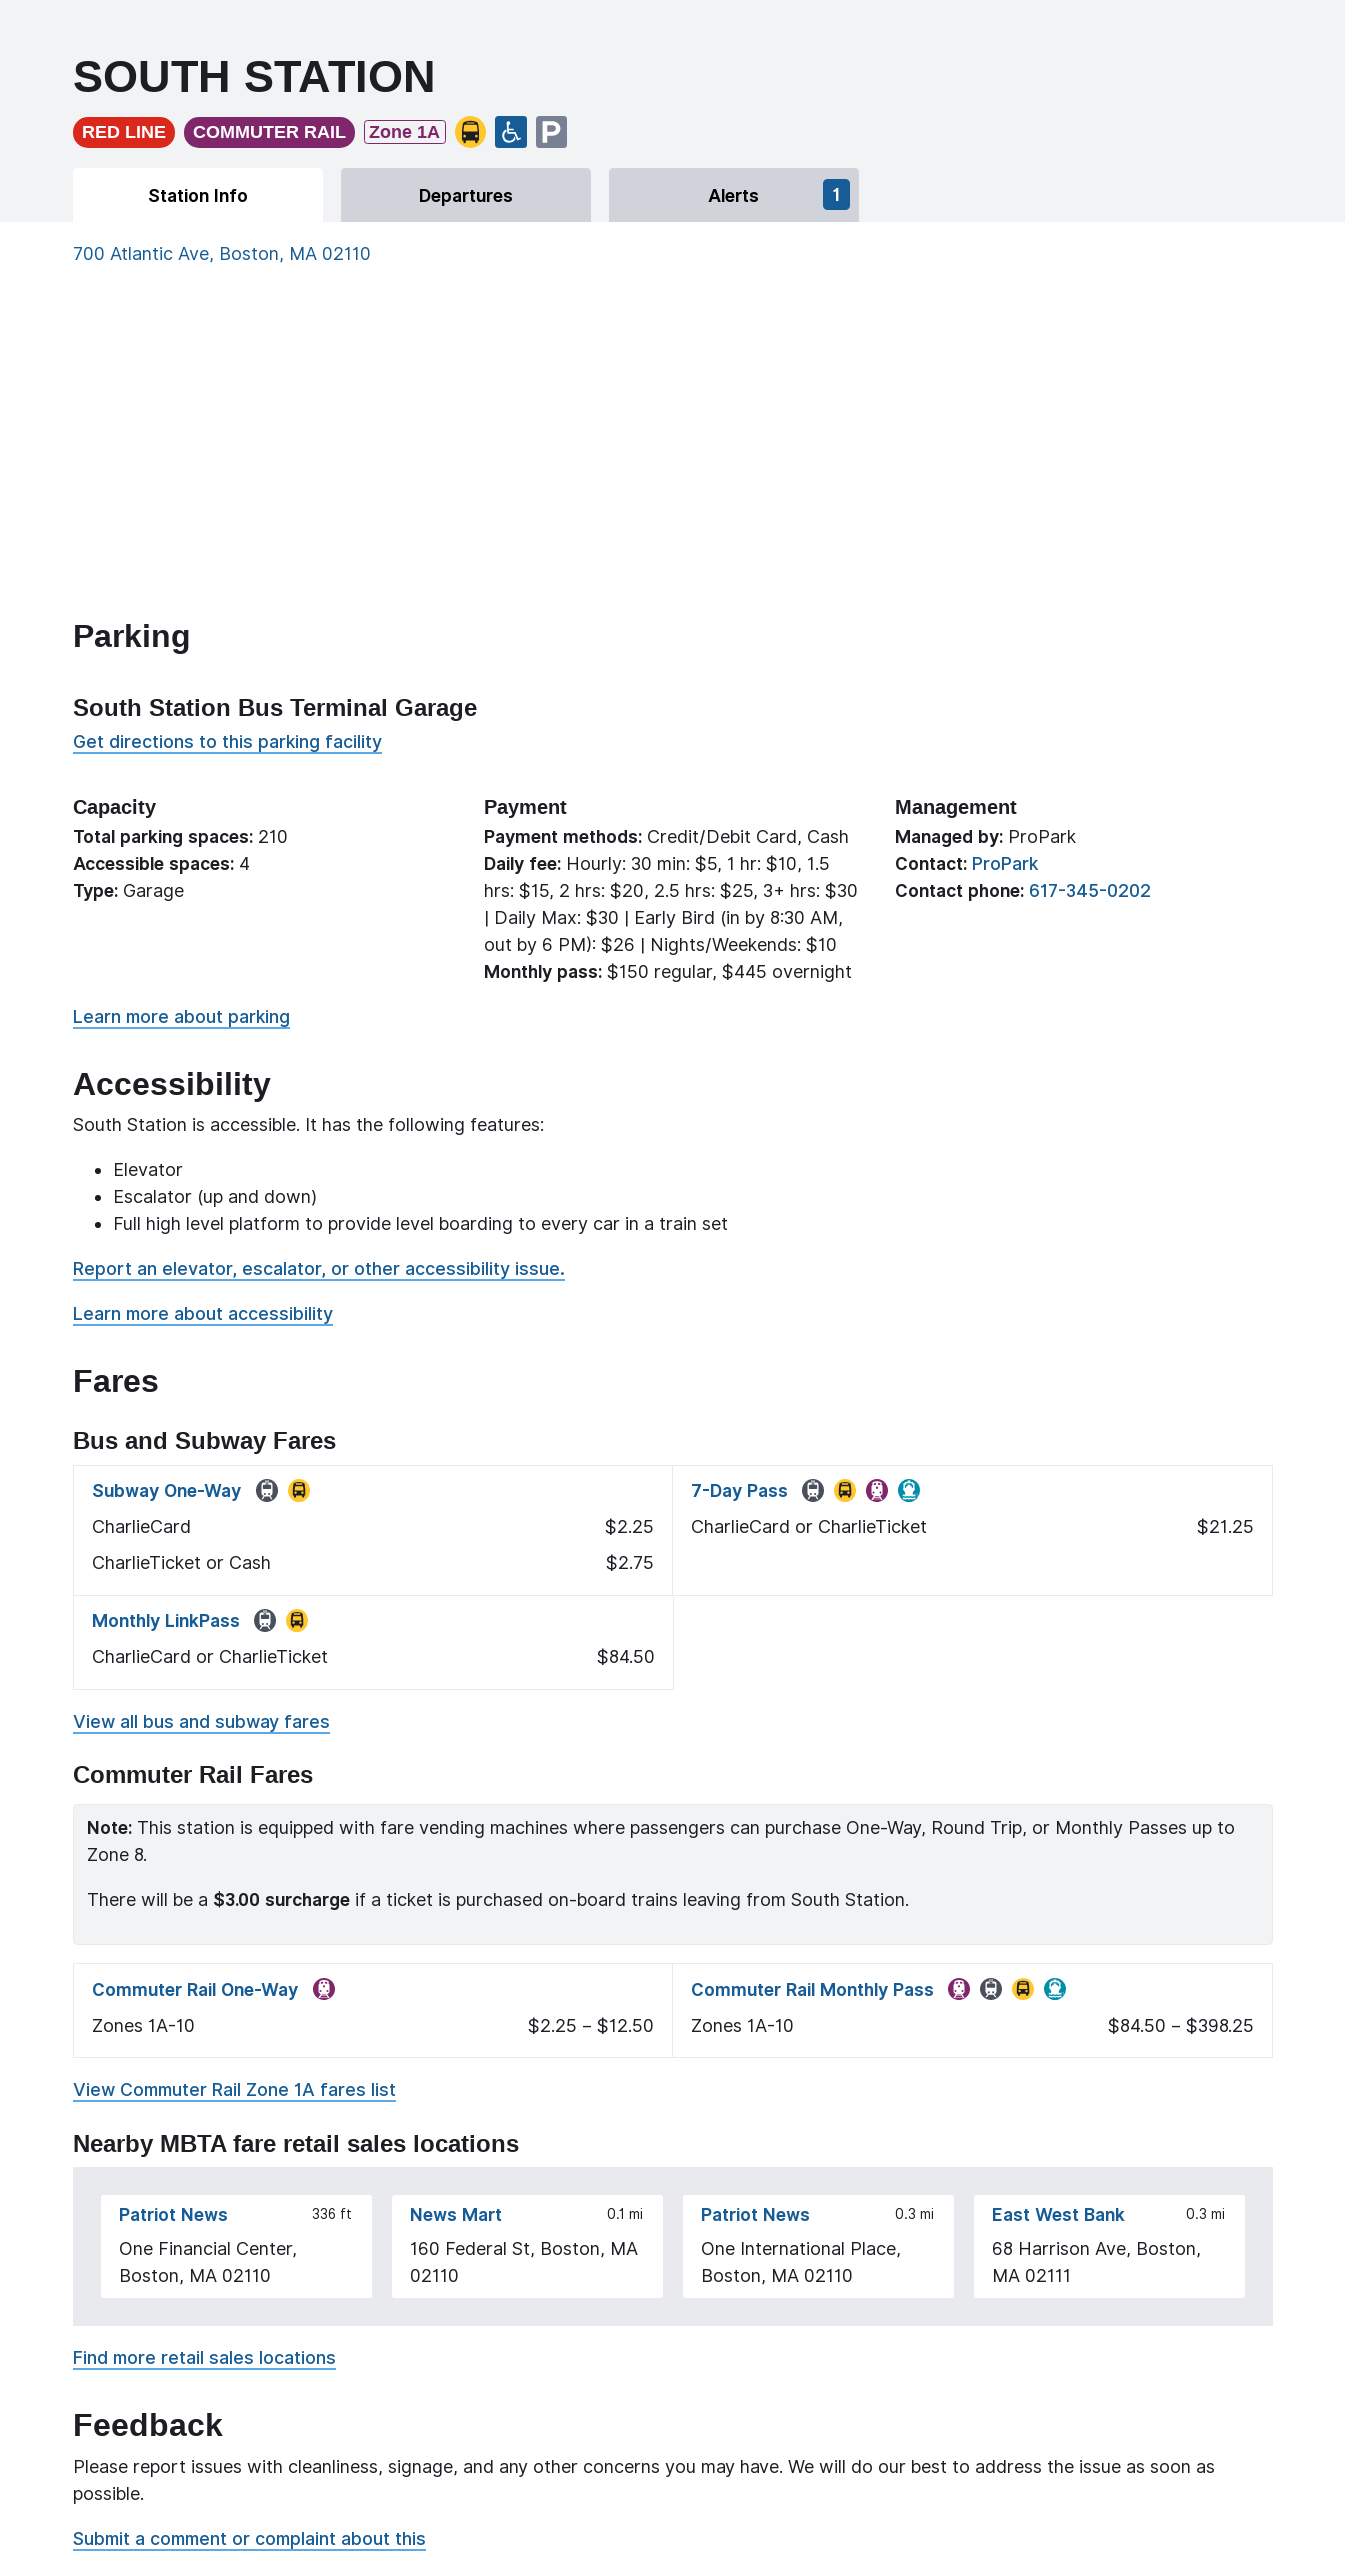 SOUTH STATION
RED LINE COMMUTER RAIL Zone 1A P
Station Info Departures Alerts 1
700 Atlantic Ave, Boston, MA 02110
Parking
South Station Bus Terminal Garage
Get directions to this parking facility
Capacity
Total parking spaces: 210
Accessible spaces: 4
Type: Garage
Payment
Payment methods: Credit/Debit Card, Cash
Daily fee: Hourly: 30 min: $5, 1 hr: $10, 1.5
hrs: $15, 2 hrs: $20, 2.5 hrs: $25, 3+ hrs: $30
| Daily Max: $30 | Early Bird (in by 8:30 AM,
out by 6 PM): $26 | Nights/Weekends: $10
Monthly pass: $150 regular, $445 overnight
Management
Managed by: ProPark
Contact: ProPark
Contact phone: 617-345-0202
Learn more about parking
Accessibility
South Station is accessible. It has the following features:
• Elevator
• Escalator (up and down)
• Full high level platform to provide level boarding to every car in a train set
Report an elevator, escalator, or other accessibility issue.
Learn more about accessibility
Fares
Bus and Subway Fares
Subway One-Way
CharlieCard $2.25
CharlieTicket or Cash $2.75
7-Day Pass
CharlieCard or CharlieTicket $21.25
Monthly LinkPass
CharlieCard or CharlieTicket $84.50
View all bus and subway fares
Commuter Rail Fares
Note: This station is equipped with fare vending machines where passengers can purchase One-Way, Round Trip, or Monthly Passes up to
Zone 8.
There will be a $3.00 surcharge if a ticket is purchased on-board trains leaving from South Station.
Commuter Rail One-Way
Zones 1A-10 $2.25 – $12.50
Commuter Rail Monthly Pass
Zones 1A-10 $84.50 – $398.25
View Commuter Rail Zone 1A fares list
Nearby MBTA fare retail sales locations
Patriot News 336 ft
One Financial Center,
Boston, MA 02110
News Mart 0.1 mi
160 Federal St, Boston, MA
02110
Patriot News 0.3 mi
One International Place,
Boston, MA 02110
East West Bank 0.3 mi
68 Harrison Ave, Boston,
MA 02111
Find more retail sales locations
Feedback
Please report issues with cleanliness, signage, and any other concerns you may have. We will do our best to address the issue as soon as
possible.
Submit a comment or complaint about this